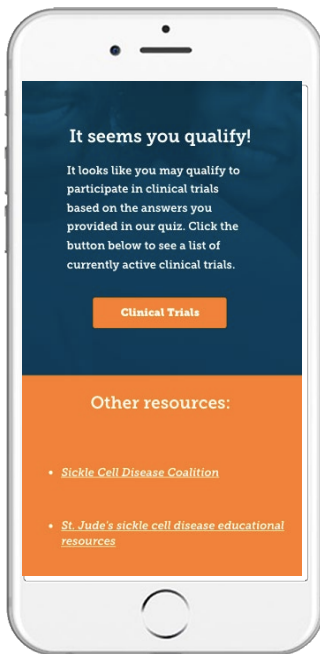 It seems you qualify!
It looks like you may qualify to
participate in clinical trials
based on the answers you
provided in our quiz. Click the
button below to see a list of
currently active clinical trials.
Clinical Trials
Other resources:
• Sickle Cell Disease Coalition
• St. Jude's sickle cell disease educational
resources